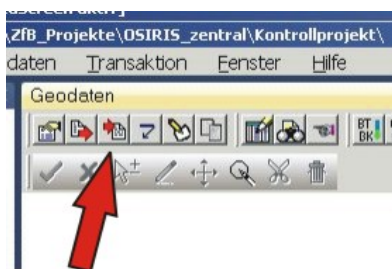 \ZfB_Projekte\OSIRIS_zentral\Kontrollprojekt\
daten Transaktion Fenster Hilfe
Geodaten
BT
BK